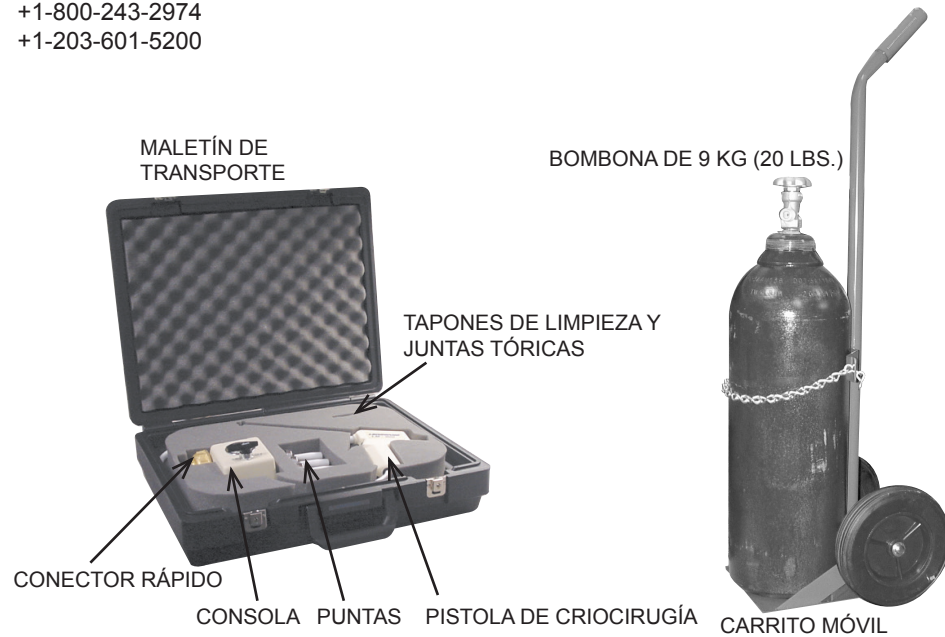 +1-800-243-2974
+1-203-601-5200
MALETÍN DE
TRANSPORTE
BOMBONA DE 9 KG (20 LBS.)
TAPONES DE LIMPIEZA Y
JUNTAS TÓRICAS
CONECTOR RÁPIDO
CONSOLA
PUNTAS
PISTOLA DE CRIOCIRUGÍA
CARRITO MÓVIL